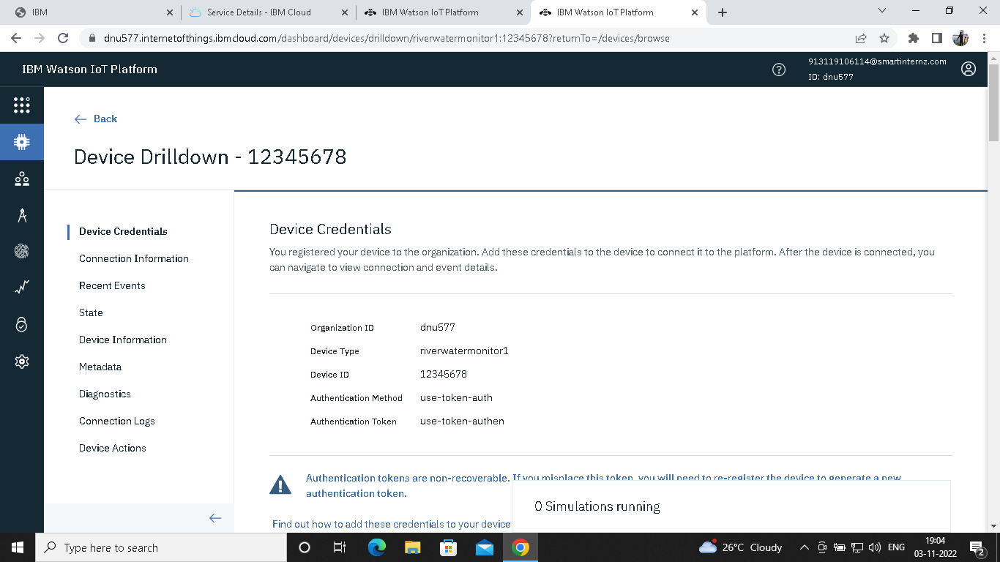 IBM
Service Details - IBM Cloud
IBM Watson IoT Platform
IBM Watson IoT Platform
dnu577.internetofthings.ibmcloud.com/dashboard/devices/drilldown/riverwatermonitor1:12345678?returnTo=/devices/browse
IBM Watson IoT Platform
913119106114@smartinternz.com
ID: dnu577
Back
Device Drilldown - 12345678
Device Credentials
Connection Information
Recent Events
State
Device Information
Metadata
Diagnostics
Connection Logs
Device Actions
Device Credentials
You registered your device to the organization. Add these credentials to the device to connect it to the platform. After the device is connected, you
can navigate to view connection and event details.
Organization ID dnu577
Device Type riverwatermonitor1
Device ID 12345678
Authentication Method use-token-auth
Authentication Token use-token-authen
Authentication tokens are non-recoverable. If you misplace this token, you will need to re-register the device to generate a new
authentication token.
Find out how to add these credentials to your device
0 Simulations running
Type here to search
26°C Cloudy
ENG
19:04
03-11-2022
2